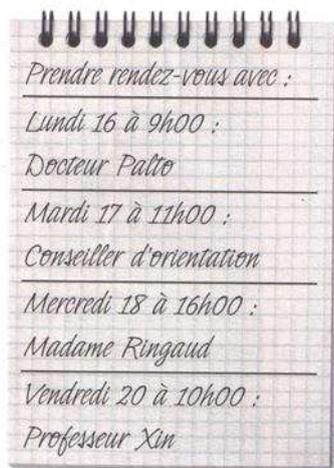 Prendre rendez-vous avec :
Lundi 16 à 9h00 :
Docteur Palto
Mardi 17 à 11h00 :
Conseiller d'orientation
Mercredi 18 à 16h00 :
Madame Ringaud
Vendredi 20 à 10h00 :
Professeur Xin